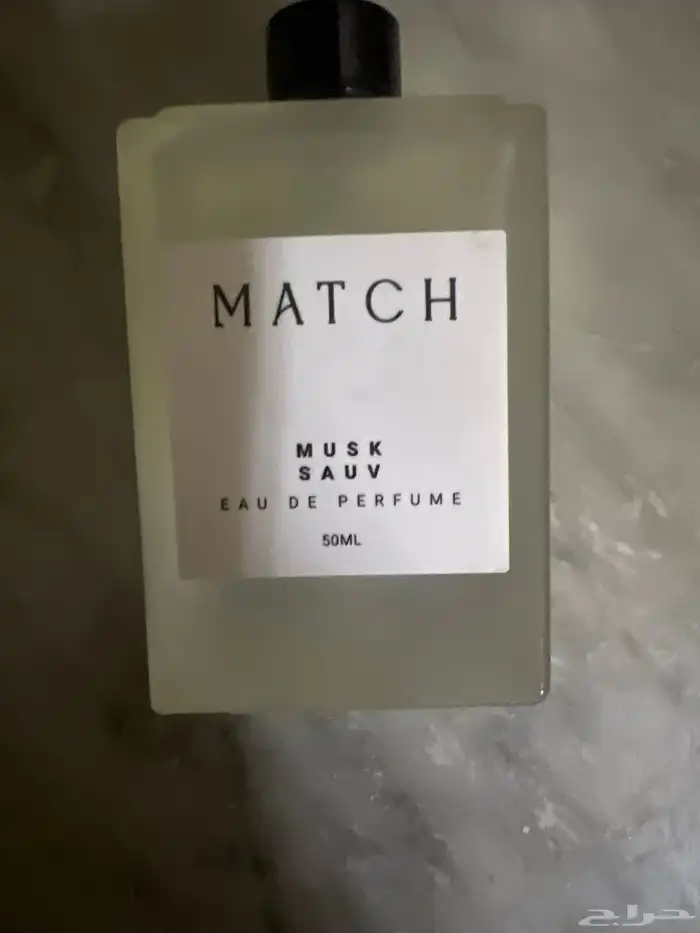 MATCH
MUSK
SAUV
EAU DE PERFUME
50ML
حراج